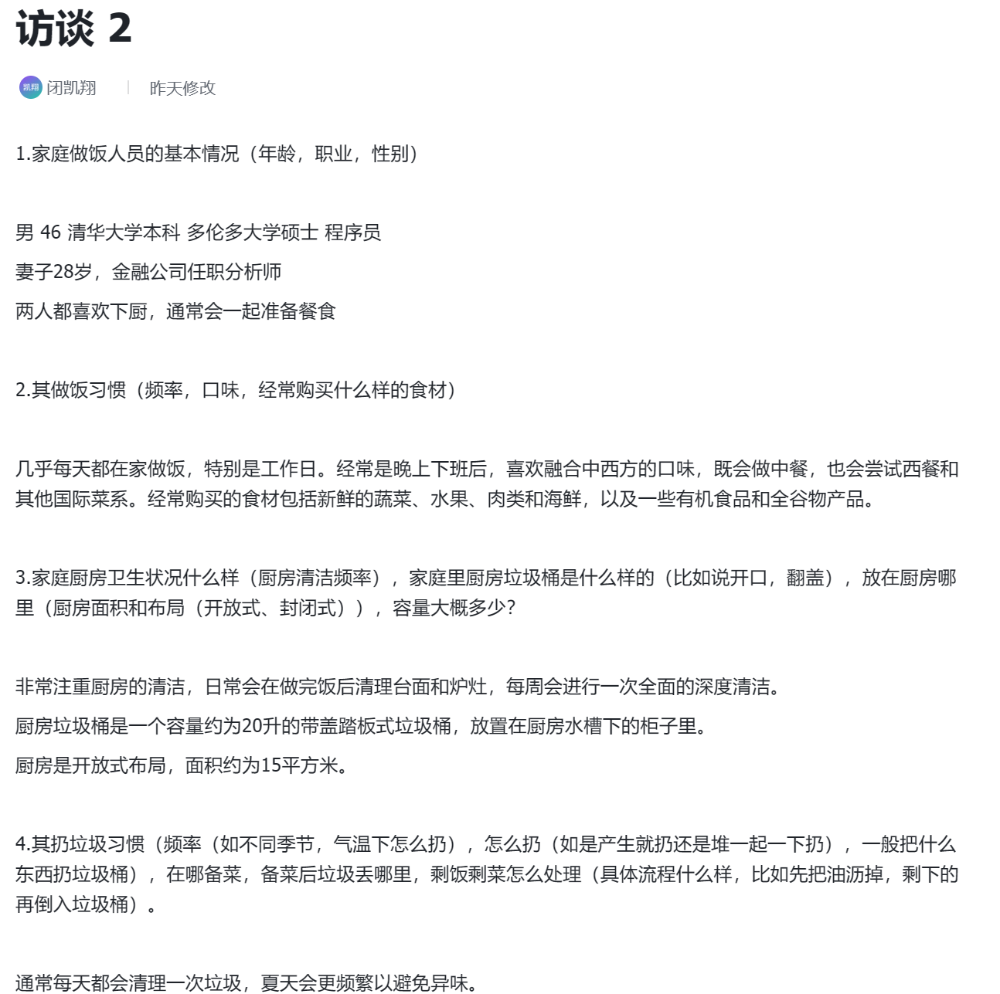 访谈 2
凯翔 闭凯翔 | 昨天修改
1.家庭做饭人员的基本情况（年龄，职业，性别）
男 46 清华大学本科 多伦多大学硕士 程序员
妻子28岁，金融公司任职分析师
两人都喜欢下厨，通常会一起准备餐食
2.其做饭习惯（频率，口味，经常购买什么样的食材）
几乎每天都在家做饭，特别是工作日。经常是晚上下班后，喜欢融合中西方的口味，既会做中餐，也会尝试西餐和
其他国际菜系。经常购买的食材包括新鲜的蔬菜、水果、肉类和海鲜，以及一些有机食品和全谷物产品。
3.家庭厨房卫生状况什么样（厨房清洁频率），家庭里厨房垃圾桶是什么样的（比如说开口，翻盖），放在厨房哪
里（厨房面积和布局（开放式、封闭式）），容量大概多少？
非常注重厨房的清洁，日常会在做完饭后清理台面和炉灶，每周会进行一次全面的深度清洁。
厨房垃圾桶是一个容量约为20升的带盖踏板式垃圾桶，放置在厨房水槽下的柜子里。
厨房是开放式布局，面积约为15平方米。
4.其扔垃圾习惯（频率（如不同季节，气温下怎么扔），怎么扔（如是产生就扔还是堆一起一下扔），一般把什么
东西扔垃圾桶），在哪备菜，备菜后垃圾丢哪里，剩饭剩菜怎么处理（具体流程什么样，比如先把油沥掉，剩下的
再倒入垃圾桶）。
通常每天都会清理一次垃圾，夏天会更频繁以避免异味。